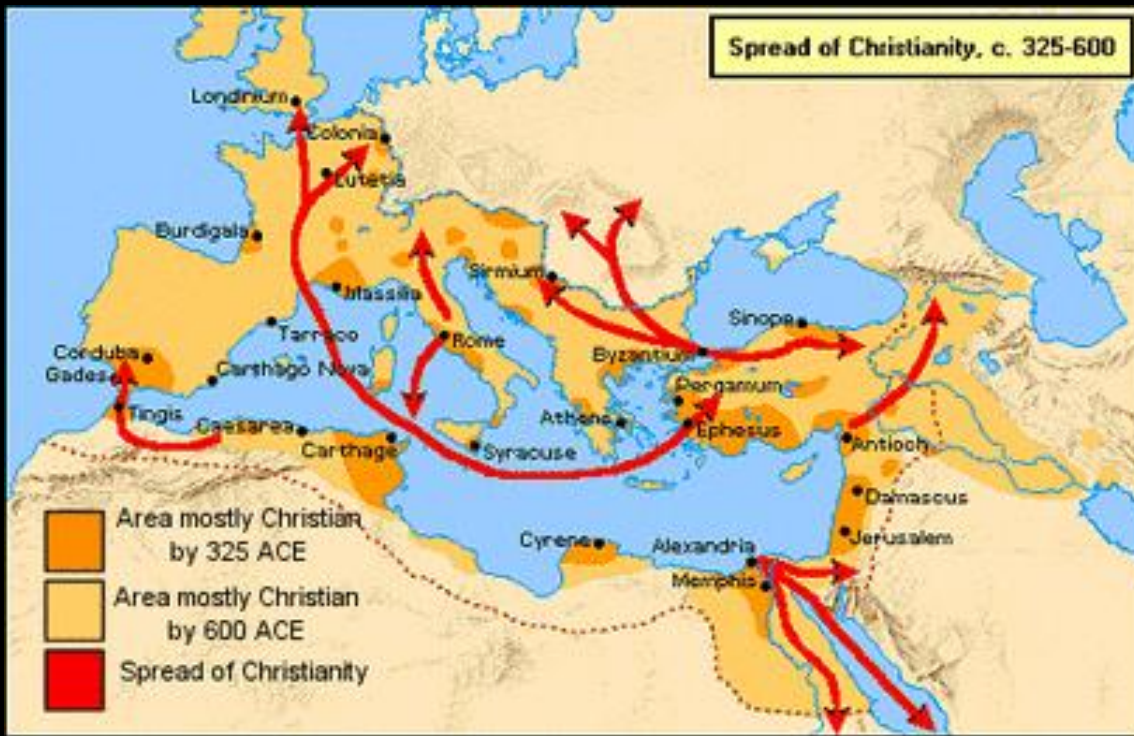 Spread of Christianity, c. 325-600
Londinium
Colonia
Lutetia
Burdigala
Sirmium
Massilia
Sinope
Tarraco
Rome
Byzantium
Corduba
Carshago Nova
Pergamum
Gades
Tingis
Caesarea
Athens
Ephesus
Carthage
Syracuse
Antioch
Damascus
Area mostly Christian
by 325 ACE
Cyrene
Alexandria
Jerusalem
Memphis
Area mostly Christian
by 600 ACE
Spread of Christianity